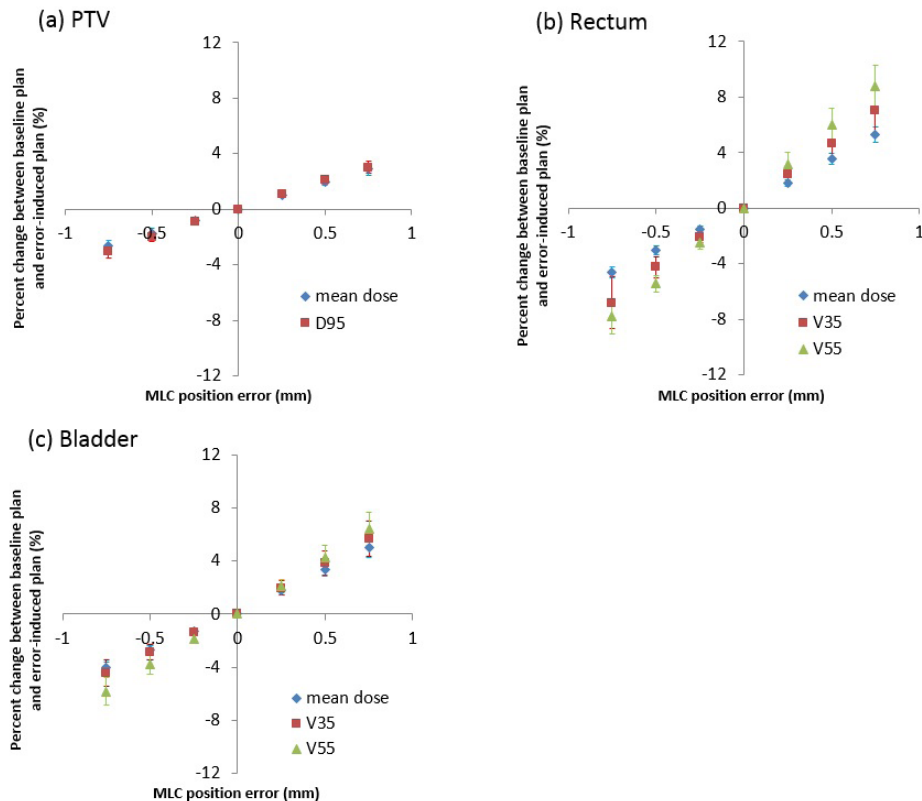 (a) PTV
Percent change between baseline plan
and error-induced plan (%)
12
8
4
0
-4
-8
-12
-1
-0.5
0
0.5
1
mean dose
D95
MLC position error (mm)
(b) Rectum
Percent change between baseline plan
and error-induced plan (%)
12
8
4
0
-4
-8
-12
-1
-0.5
0
0.5
1
mean dose
V35
V55
MLC position error (mm)
(c) Bladder
Percent change between baseline plan
and error-induced plan (%)
12
8
4
0
-4
-8
-12
-1
-0.5
0
0.5
1
mean dose
V35
V55
MLC position error (mm)